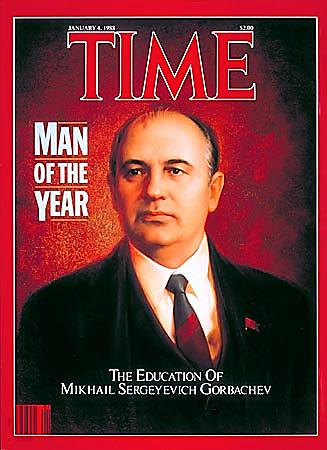 JANUARY 4, 1988 $2.00
TIME
MAN
OF THE
YEAR
THE EDUCATION OF
MIKHAIL SERGEYEVICH GORBACHEV